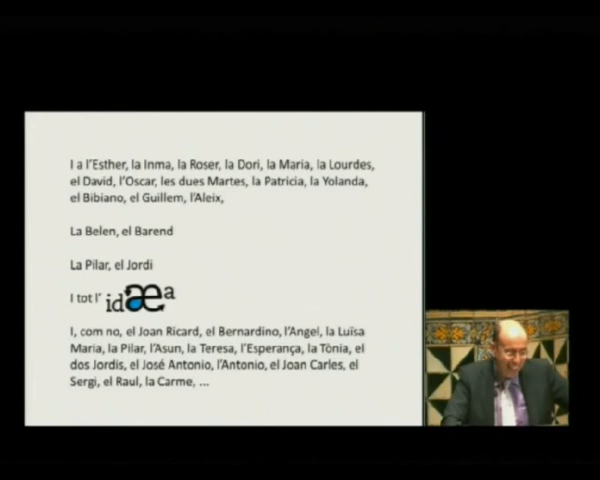 I a l'Esther, la Inma, la Roser, la Dori, la Maria, la Lourdes,
el David, l'Oscar, les dues Martes, la Patricia, la Yolanda,
el Bibiano, el Guillem, l'Aleix,
La Belen, el Barend
La Pilar, el Jordi
I tot l' idæa
I, com no, el Joan Ricard, el Bernardino, l'Angel, la Luïsa
Maria, la Pilar, l'Asun, la Teresa, l'Esperança, la Tònia, el
dos Jordis, el José Antonio, l'Antonio, el Joan Carles, el
Sergi, el Raul, la Carme, ...